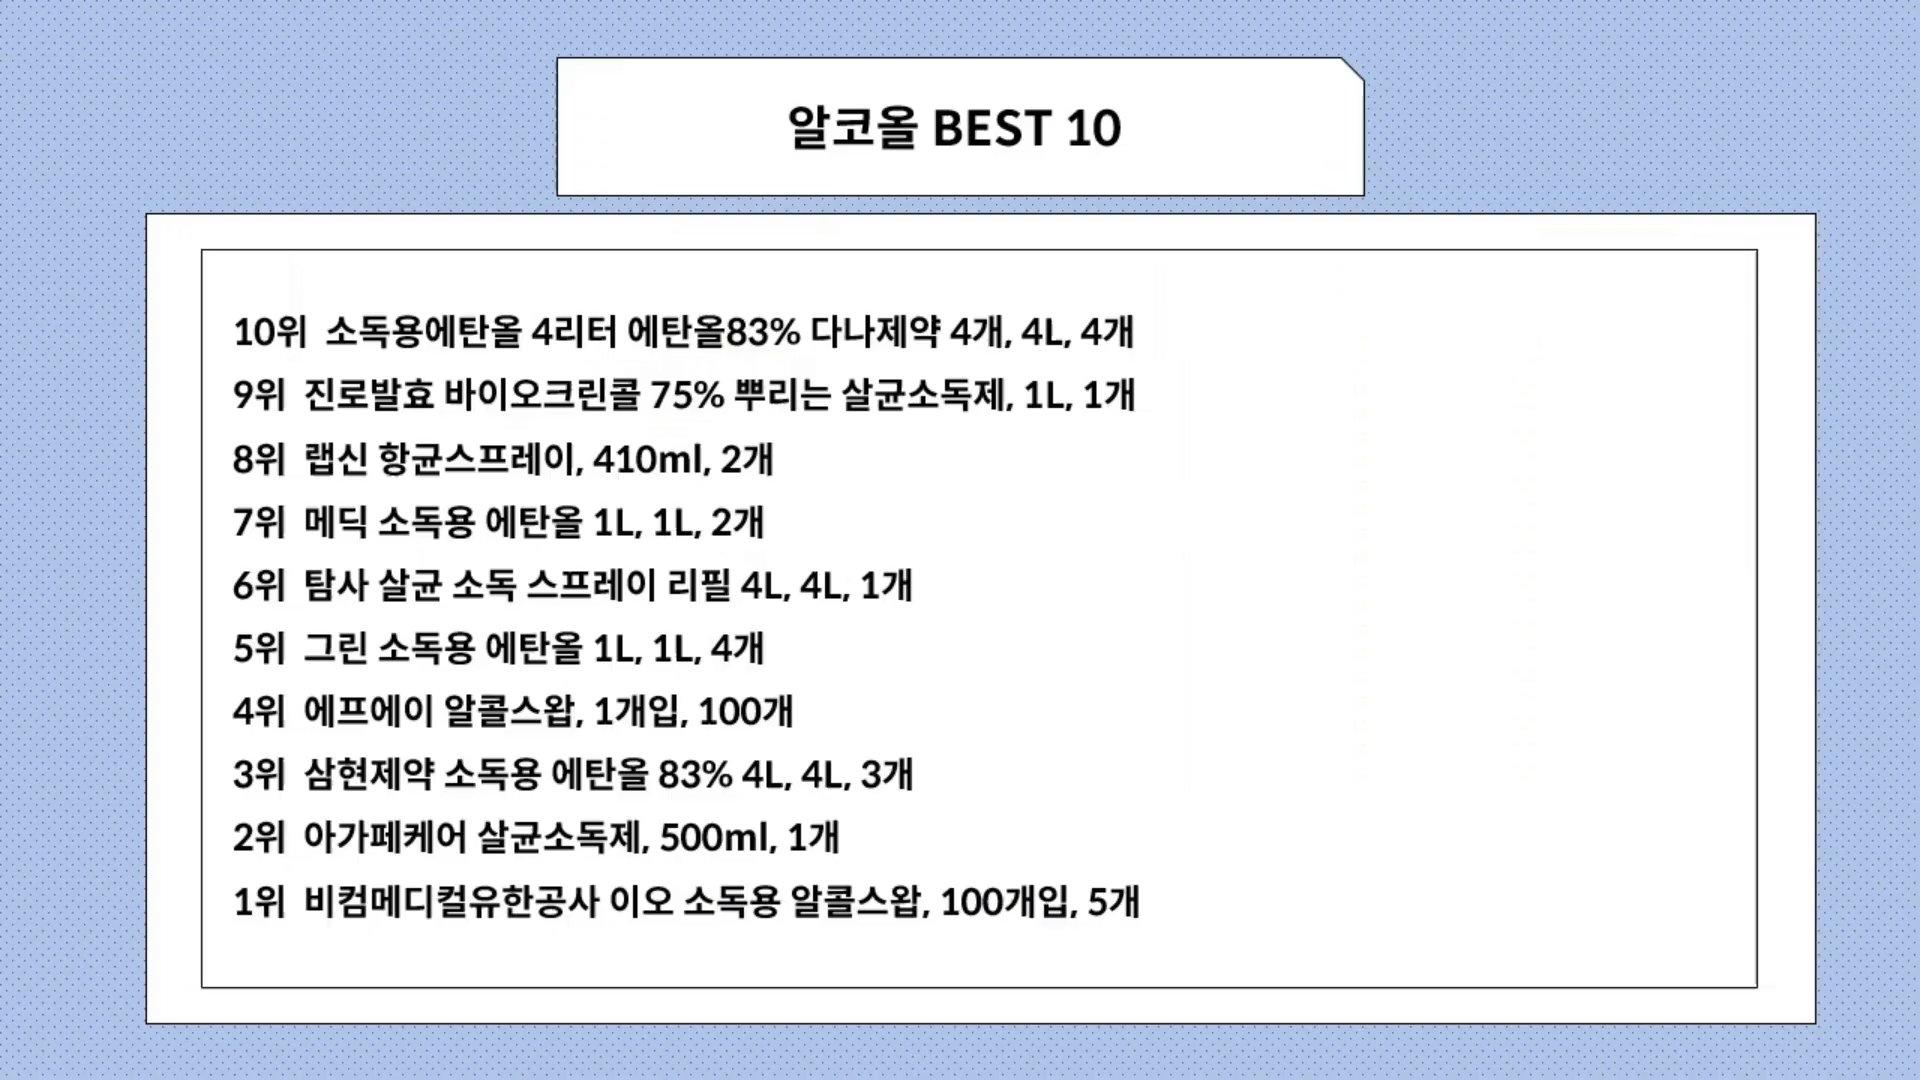 알코올 BEST 10
10위 소독용에탄올 4리터 에탄올83% 다나제약 4개, 4L, 4개
9위 진로발효 바이오크린콜 75% 뿌리는 살균소독제, 1L, 1개
8위 랩신 항균스프레이, 410ml, 2개
7위 메딕 소독용 에탄올 1L, 1L, 2개
6위 탐사 살균 소독 스프레이 리필 4L, 4L, 1개
5위 그린 소독용 에탄올 1L, 1L, 4개
4위 에프에이 알콜스왑, 1개입, 100개
3위 삼현제약 소독용 에탄올 83% 4L, 4L, 3개
2위 아가페케어 살균소독제, 500ml, 1개
1위 비컴메디컬유한공사 이오 소독용 알콜스왑, 100개입, 5개